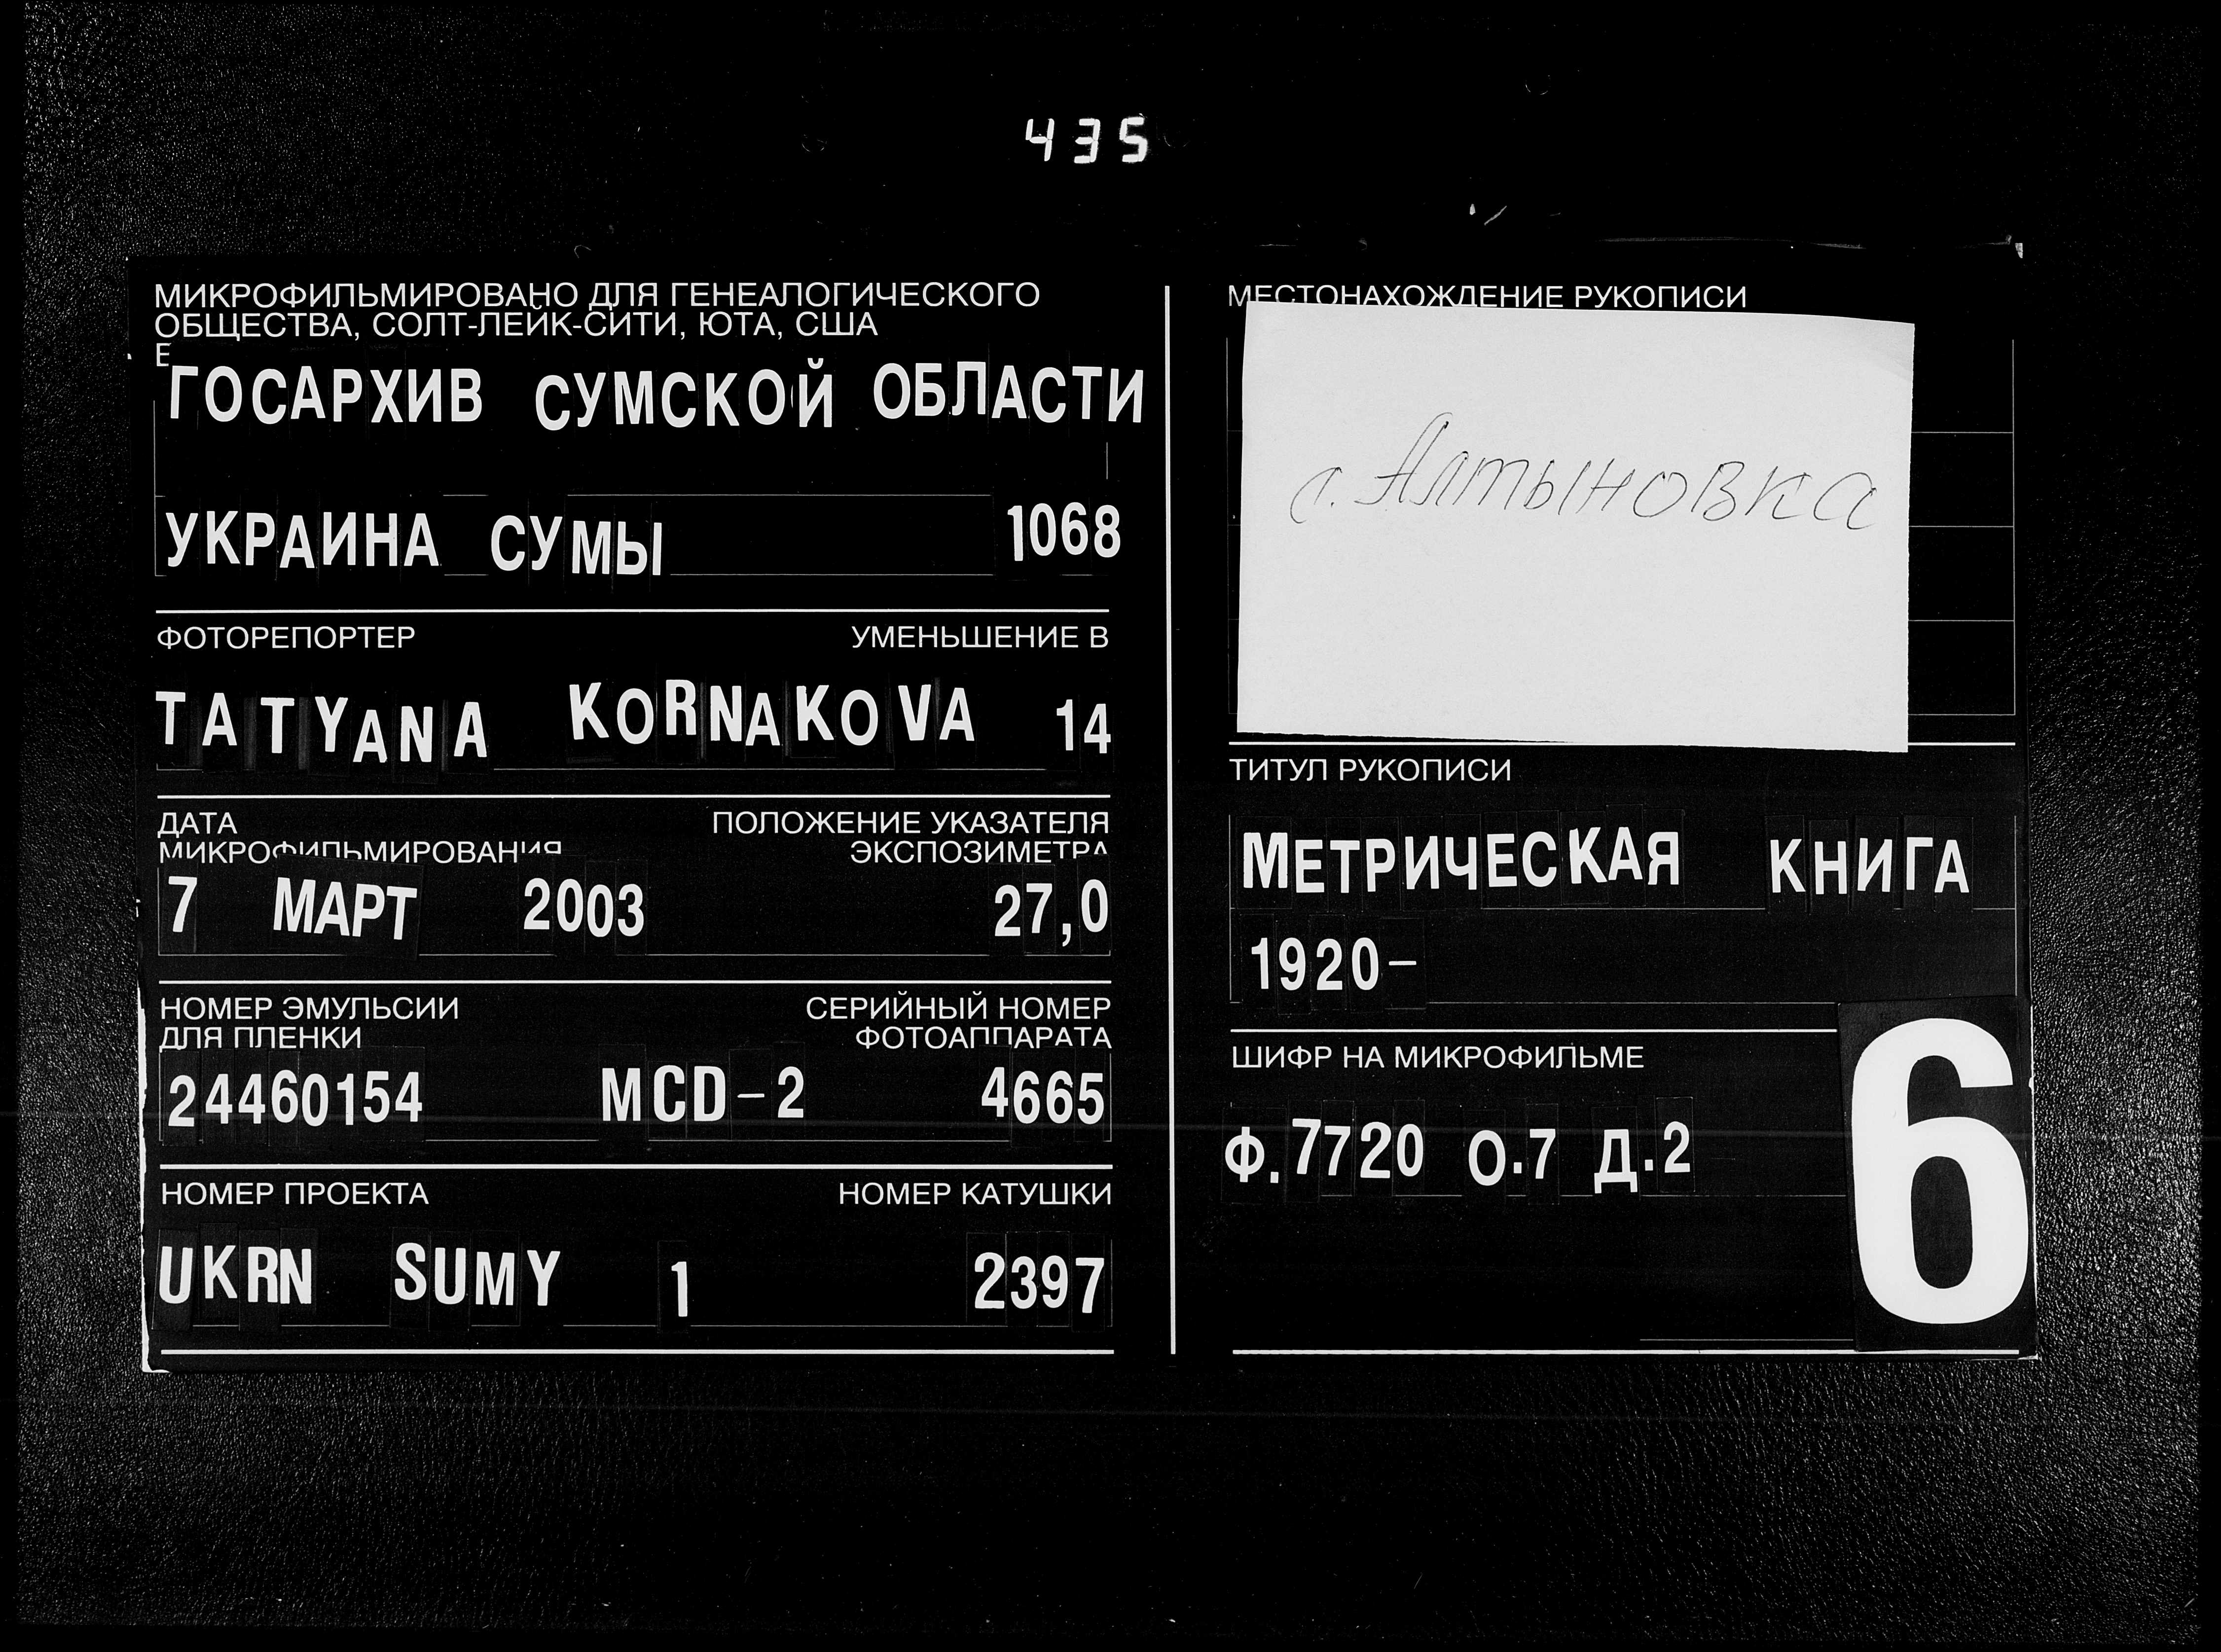 435
МИКРОФИЛЬМИРОВАНО ДЛЯ ГЕНЕАЛОГИЧЕСКОГО
ОБЩЕСТВА, СОЛТ-ЛЕЙК-СИТИ, ЮТА, США
Е
ГОСАРХИВ СУМСКОЙ ОБЛАСТИ
УКРАИНА СУМЫ 1068
ФОТОРЕПОРТЕР УМЕНЬШЕНИЕ В
TATYANA KORNAKOVA 14
ДАТА ПОЛОЖЕНИЕ УКАЗАТЕЛЯ
МИКРОФИЛЬМИРОВАНИЯ ЭКСПОЗИМЕТРА
7 МАРТ 2003 27,0
НОМЕР ЭМУЛЬСИИ СЕРИЙНЫЙ НОМЕР
ДЛЯ ПЛЕНКИ ФОТОАППАРАТА
24460154 MCD-2 4665
НОМЕР ПРОЕКТА НОМЕР КАТУШКИ
UKRN SUMY 1 2397
МЕСТОНАХОЖДЕНИЕ РУКОПИСИ
с. Алтыновка
ТИТУЛ РУКОПИСИ
МЕТРИЧЕСКАЯ КНИГА
1920-
ШИФР НА МИКРОФИЛЬМЕ
Ф.7720 О.7 Д.2
6